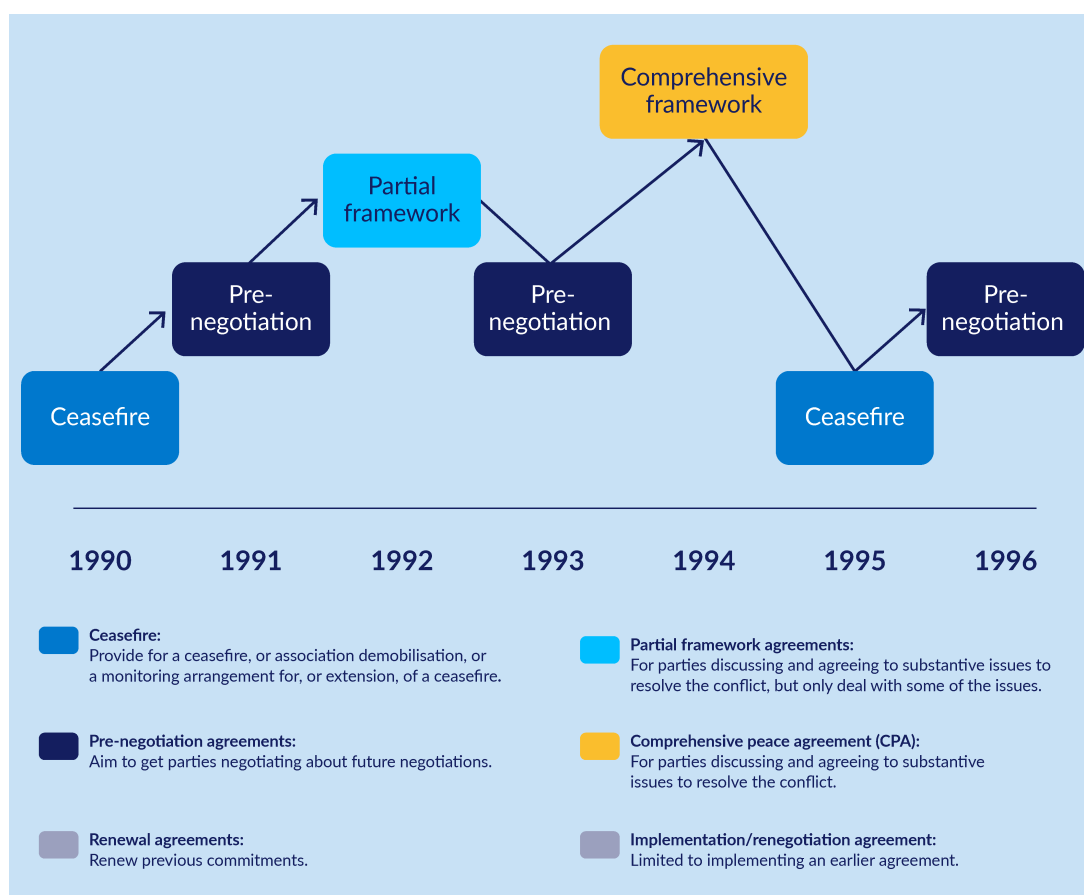 Comprehensive
framework
Partial
framework
Pre-
negotiation
Pre-
negotiation
Pre-
negotiation
Ceasefire
Ceasefire
1990 1991 1992 1993 1994 1995 1996
Ceasefire:
Provide for a ceasefire, or association demobilisation, or
a monitoring arrangement for, or extension, of a ceasefire.
Partial framework agreements:
For parties discussing and agreeing to substantive issues to
resolve the conflict, but only deal with some of the issues.
Pre-negotiation agreements:
Aim to get parties negotiating about future negotiations.
Comprehensive peace agreement (CPA):
For parties discussing and agreeing to substantive
issues to resolve the conflict.
Renewal agreements:
Renew previous commitments.
Implementation/renegotiation agreement:
Limited to implementing an earlier agreement.